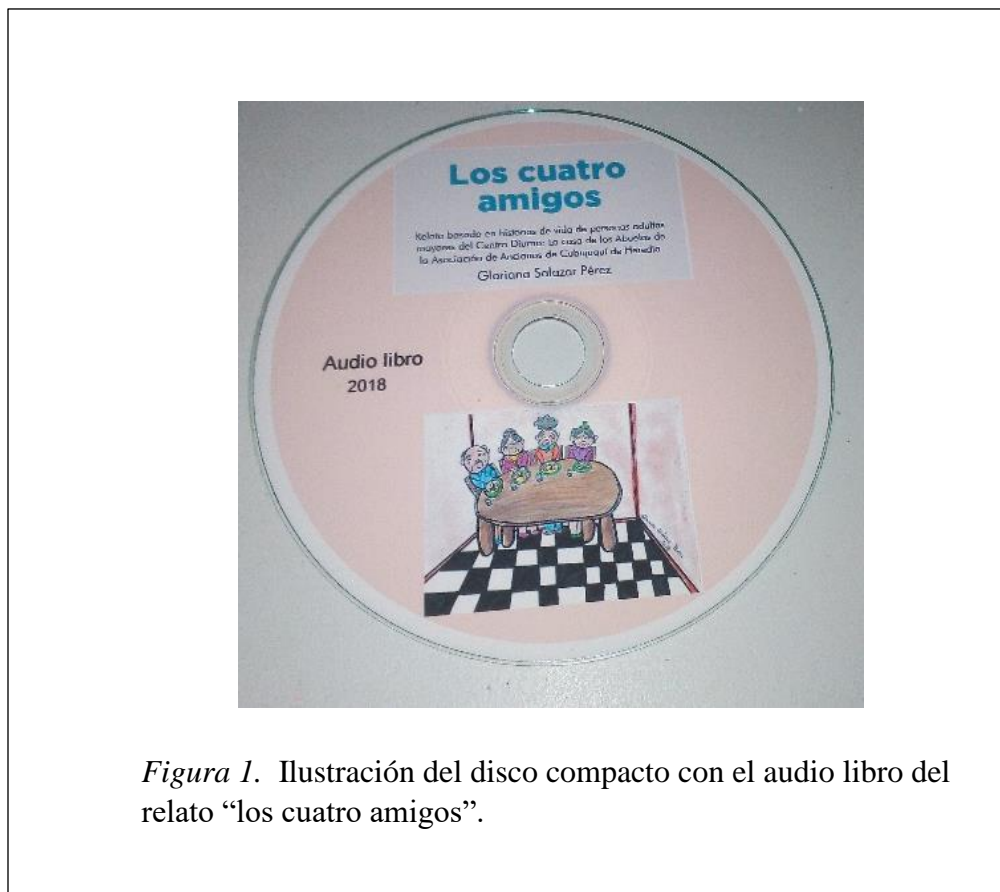 Los cuatro
amigos
Relato basado en historias de vida de personas adultas
mayores del Centro Diurno: La casa de los Abuelos de
la Asociación de Ancianos de Cubujuquí de Heredia
Gloriana Salazar Pérez
Audio libro
2018
Figura 1. Ilustración del disco compacto con el audio libro del
relato “los cuatro amigos”.